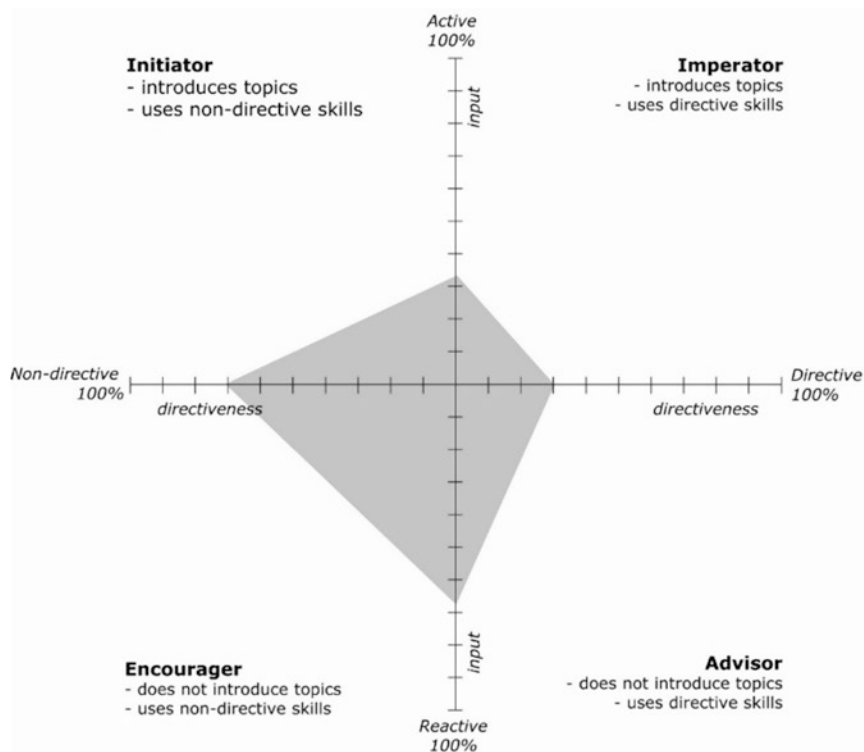 Active
100%
Initiator
- introduces topics
- uses non-directive skills
input
Imperator
- introduces topics
- uses directive skills
Non-directive
100%
directiveness
Directive
100%
directiveness
Encourager
- does not introduce topics
- uses non-directive skills
input
Advisor
- does not introduce topics
- uses directive skills
Reactive
100%